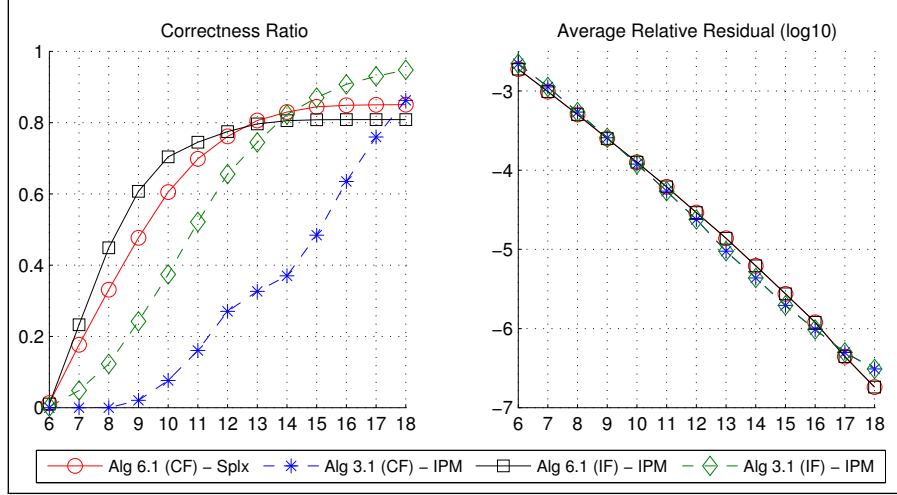 Correctness Ratio
1
0.8
0.6
0.4
0.2
0
6 7 8 9 10 11 12 13 14 15 16 17 18
Average Relative Residual (log10)
−3
−4
−5
−6
−7
6 7 8 9 10 11 12 13 14 15 16 17 18
Alg 6.1 (CF) − Splx Alg 3.1 (CF) − IPM Alg 6.1 (IF) − IPM Alg 3.1 (IF) − IPM